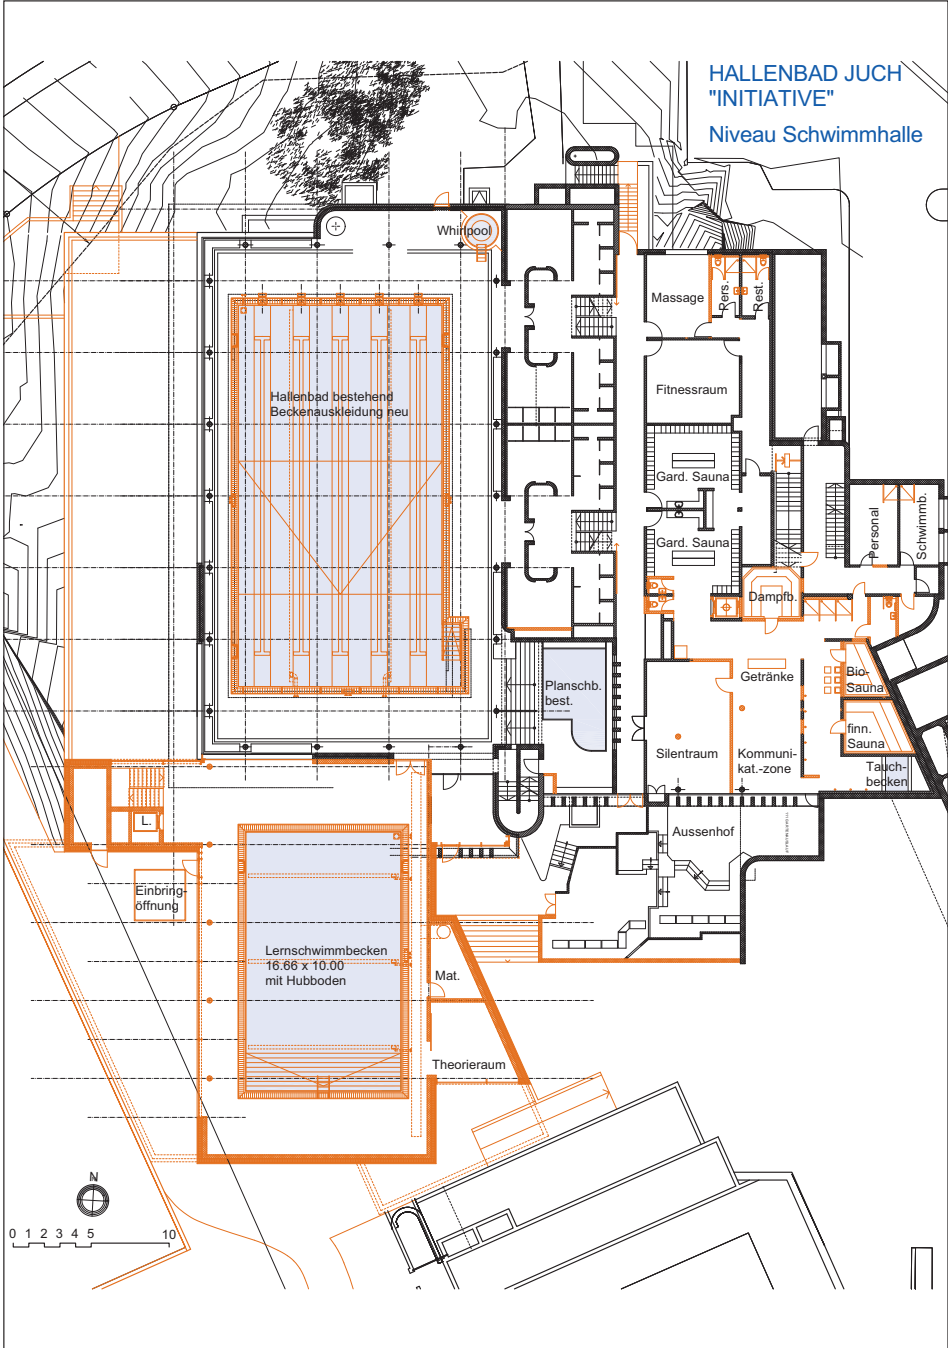 HALLENBAD JUCH
"INITIATIVE"
Niveau Schwimmhalle
Whirlpool
Massage
Pers.
Rest.
Fitnessraum
Hallenbad bestehend
Beckenauskleidung neu
Gard. Sauna
Gard. Sauna
Personal
Schwimmb.
Dampfb.
Planschb.
best.
Getränke
Bio-
Sauna
finn.
Sauna
Silentraum
Kommuni-
kat.-zone
Tauch-
becken
L.
Aussenhof
Einbring-
öffnung
Lernschwimmbecken
16.66 x 10.00
mit Hubboden
Mat.
Theorieraum
N
0 1 2 3 4 5 10